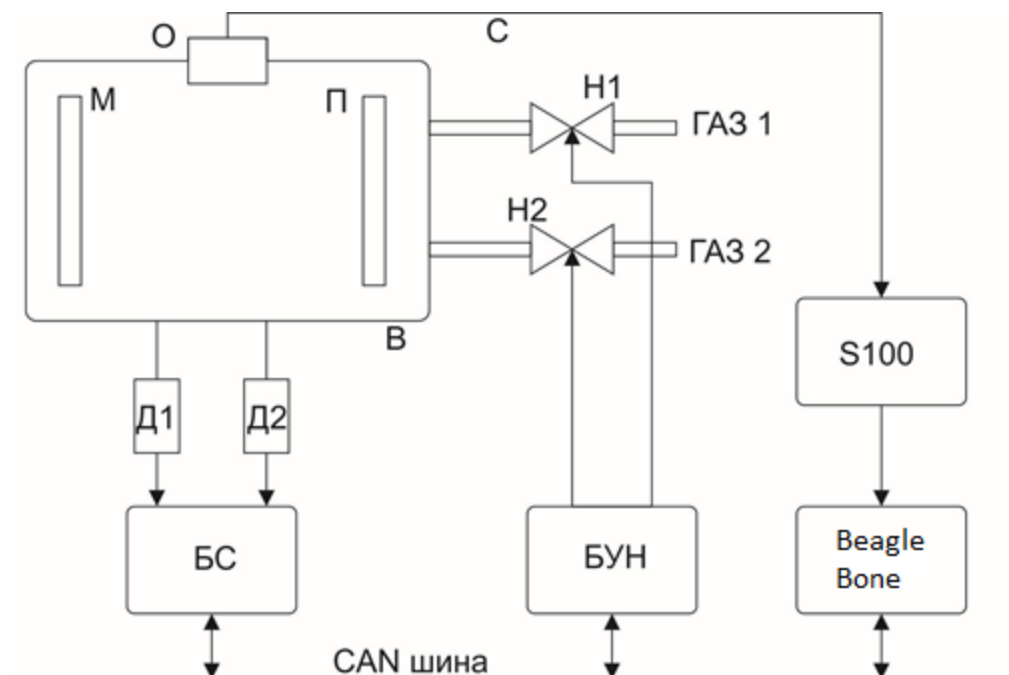 О
С
М
П
Н1
ГАЗ 1
Н2
ГАЗ 2
В
S100
Д1
Д2
БС
БУН
Beagle
Bone
CAN шина